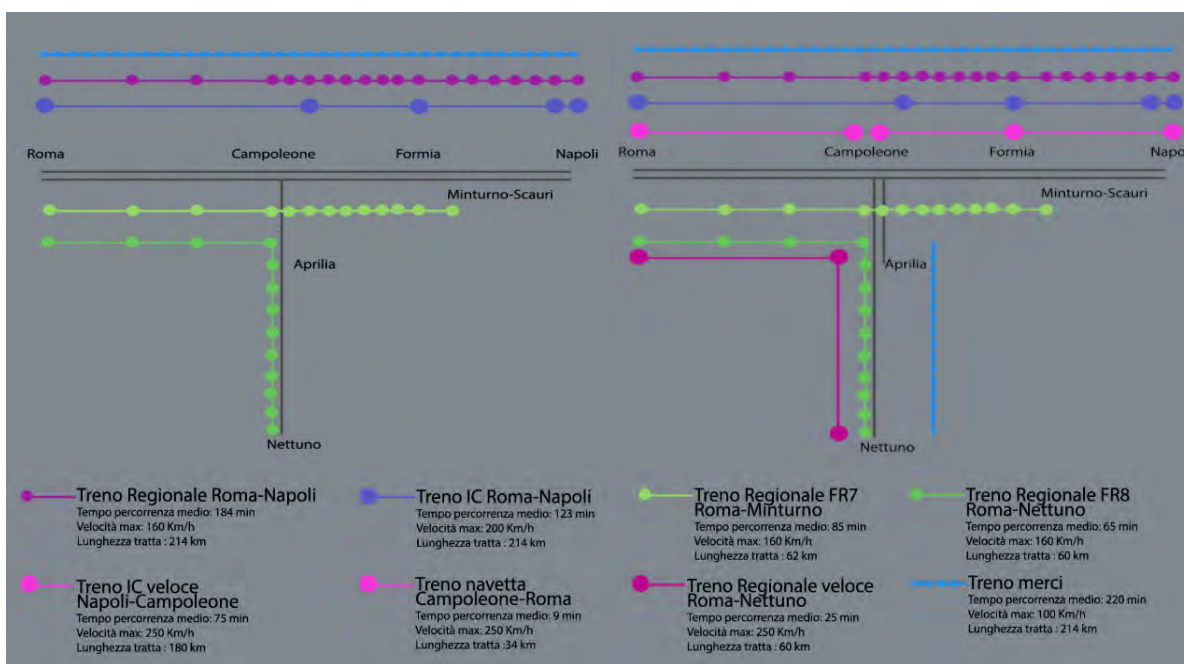 Roma
Campoleone
Formia
Napoli
Minturno-Scauri
Aprilia
Nettuno
Roma
Campoleone
Formia
Napo
Minturno-Scauri
Aprilia
Nettuno
Treno Regionale Roma-Napoli
Tempo percorrenza medio: 184 min
Velocità max: 160 Km/h
Lunghezza tratta : 214 km
Treno IC Roma-Napoli
Tempo percorrenza medio: 123 min
Velocità max: 200 Km/h
Lunghezza tratta : 214 km
Treno Regionale FR7
Roma-Minturno
Tempo percorrenza medio: 85 min
Velocità max: 160 Km/h
Lunghezza tratta : 62 km
Treno Regionale FR8
Roma-Nettuno
Tempo percorrenza medio: 65 min
Velocità max: 160 Km/h
Lunghezza tratta : 60 km
Treno IC veloce
Napoli-Campoleone
Tempo percorrenza medio: 75 min
Velocità max: 250 Km/h
Lunghezza tratta : 180 km
Treno navetta
Campoleone-Roma
Tempo percorrenza medio: 9 min
Velocità max: 250 Km/h
Lunghezza tratta :34 km
Treno Regionale veloce
Roma-Nettuno
Tempo percorrenza medio: 25 min
Velocità max: 250 Km/h
Lunghezza tratta : 60 km
Treno merci
Tempo percorrenza medio: 220 min
Velocità max: 100 Km/h
Lunghezza tratta : 214 km